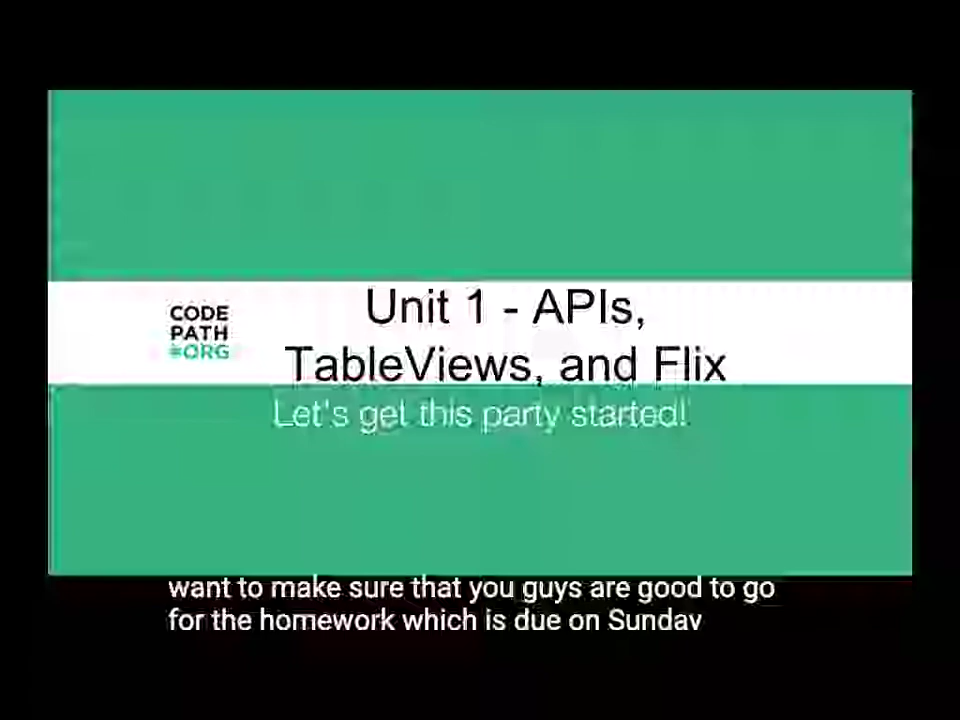 CODE
PATH
#ORG
Unit 1 - APIs,
TableViews, and Flix
Let's get this party started!
want to make sure that you guys are good to go
for the homework which is due on Sunday